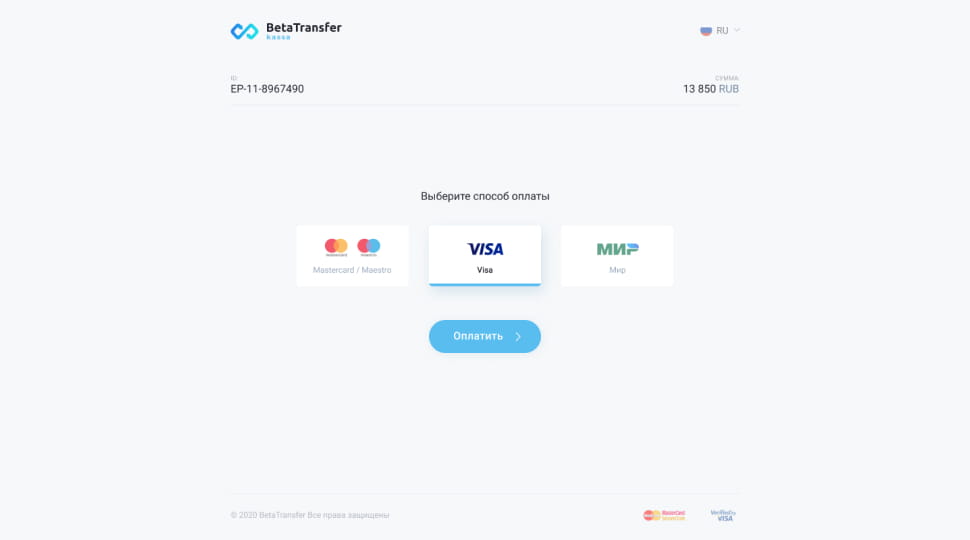 BetaTransfer
kassa
RU
ID
СУММА
EP-11-8967490
13 850 RUB
Выберите способ оплаты
mastercard
maestro
VISA
МИР
Mastercard / Maestro
Visa
Мир
Оплатить
© 2020 BetaTransfer Все права защищены
MasterCard
SecureCode
Verified by
VISA